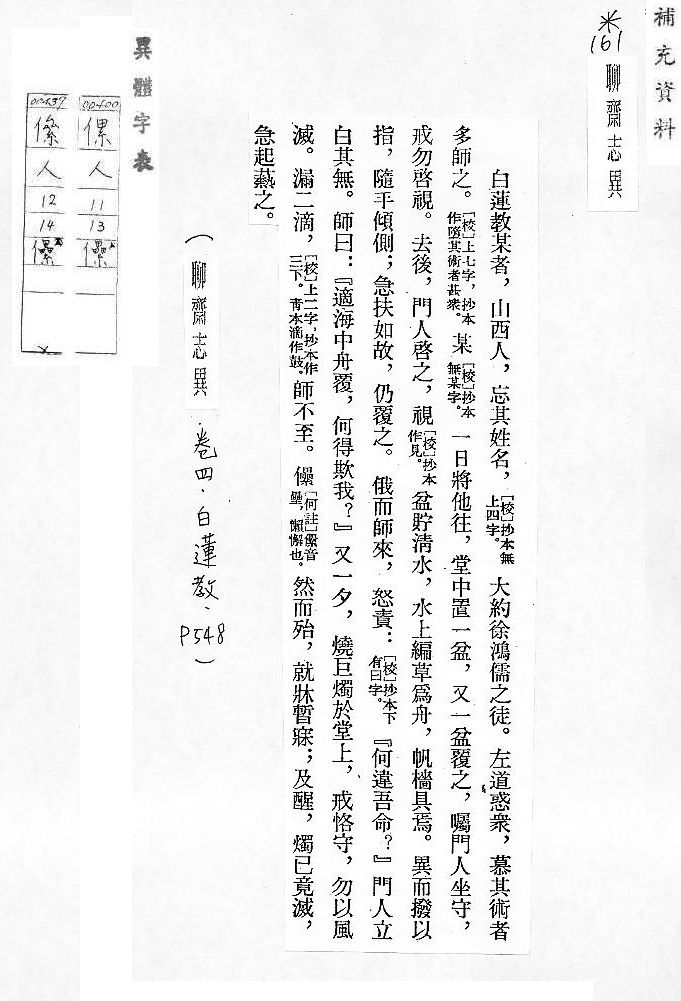 補充資料
米
161
聊齋志異
白蓮教某者，山西人，忘其姓名，［校］抄本無上四字。大約徐鴻儒之徒。左道惑衆，慕其術者
多師之。［校］上七字，抄本作墮其術者甚衆。某［校］抄本無某字。一日將他往，堂中置一盆，又一盆覆之，囑門人坐守，
戒勿啓視。去後，門人啓之，視［校］抄本作見。盆貯清水，水上編草爲舟，帆檣具焉。異而撥以
指，隨手傾側；急扶如故，仍覆之。俄而師來，怒責：［校］抄本下有曰字。『何違吾命？』門人立
白其無。師曰：『適海中舟覆，何得欺我？』又一夕，燒巨燭於堂上，戒恪守，勿以風
滅。漏二滴，［校］上二字，抄本作三下。青本滴作鼓。師不至。儽［何註］儽音壘，懶懈也。然而殆，就牀暫寐；及醒，燭已竟滅，
急起爇之。
（聊齋志異．卷四．白蓮教．P548）
異體字表
00400
人
11
13
00439
人
12
14